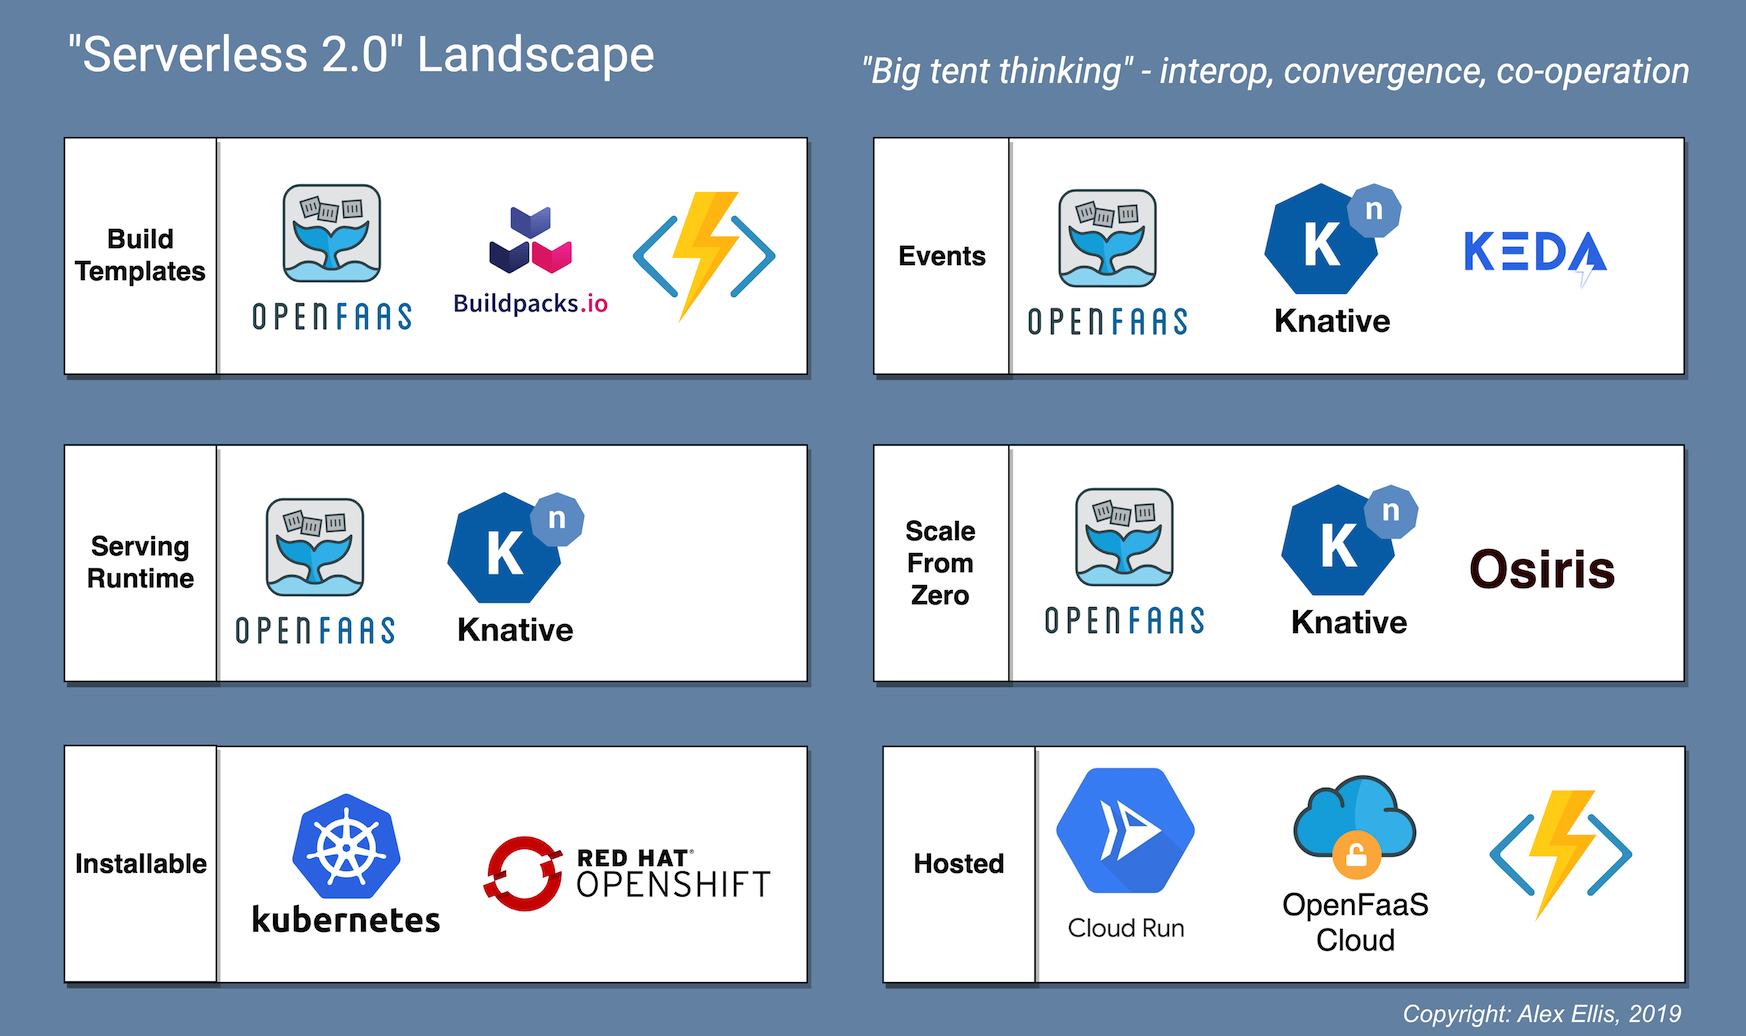 "Serverless 2.0" Landscape
"Big tent thinking" - interop, convergence, co-operation
Build
Templates
OPENFAAS
Buildpacks.io
Events
OPENFAAS
K
n
Knative
KEDA
Serving
Runtime
OPENFAAS
K
n
Knative
Scale
From
Zero
OPENFAAS
K
n
Knative
Osiris
Installable
kubernetes
RED HAT®
OPENSHIFT
Hosted
Cloud Run
OpenFaaS
Cloud
Copyright: Alex Ellis, 2019